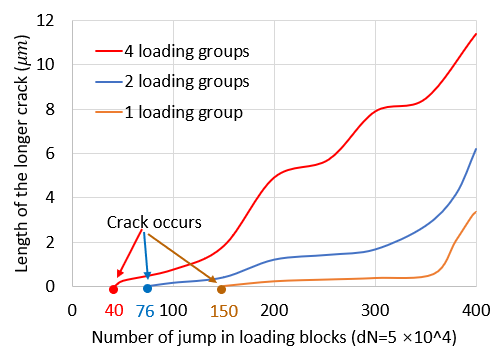 12
10
8
6
4
2
0
Length of the longer crack (μm)
4 loading groups
2 loading groups
1 loading group
Crack occurs
0 40 76 100 150 200 300 400
Number of jump in loading blocks (dN=5 ×10^4)